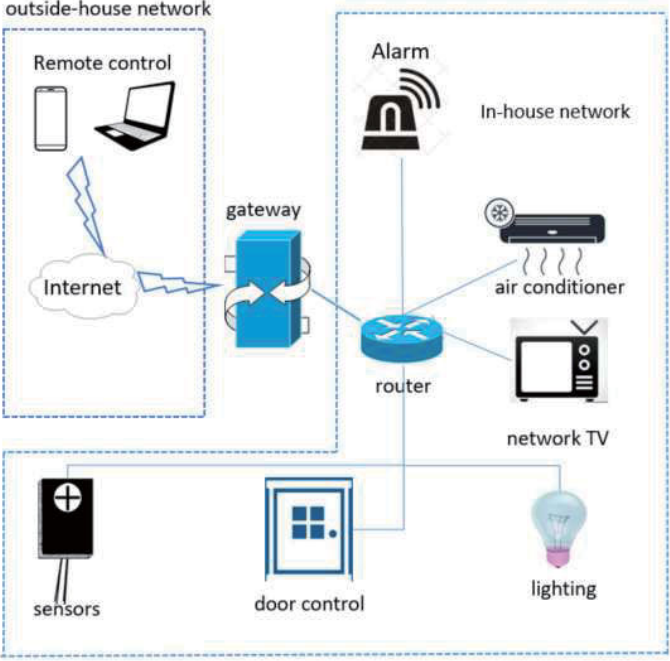 outside-house network
Remote control
Alarm
In-house network
gateway
Internet
air conditioner
router
network TV
sensors
door control
lighting